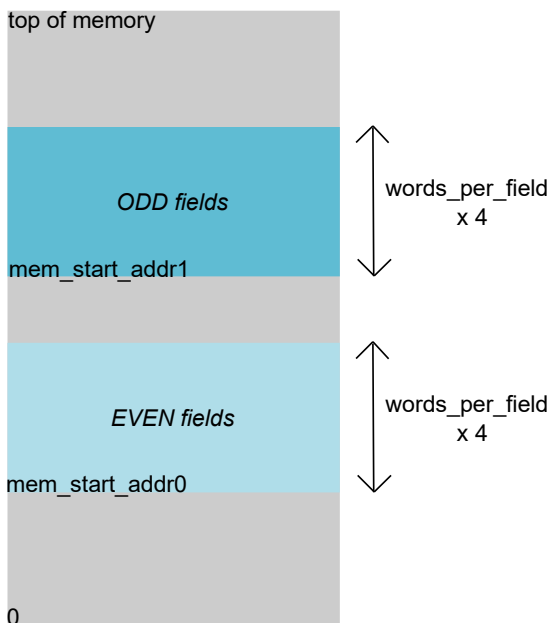 top of memory
ODD fields
words_per_field
x 4
mem_start_addr1
EVEN fields
words_per_field
x 4
mem_start_addr0
0